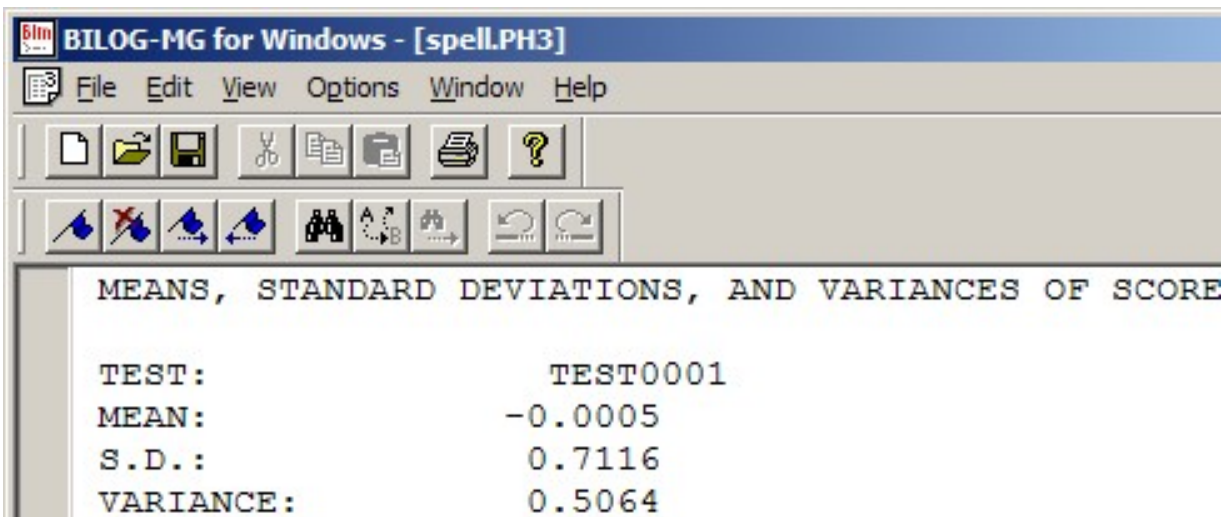 BILOG-MG for Windows - [spell.PH3]
File Edit View Options Window Help
MEANS, STANDARD DEVIATIONS, AND VARIANCES OF SCORE
TEST: TEST0001
MEAN: -0.0005
S.D.: 0.7116
VARIANCE: 0.5064